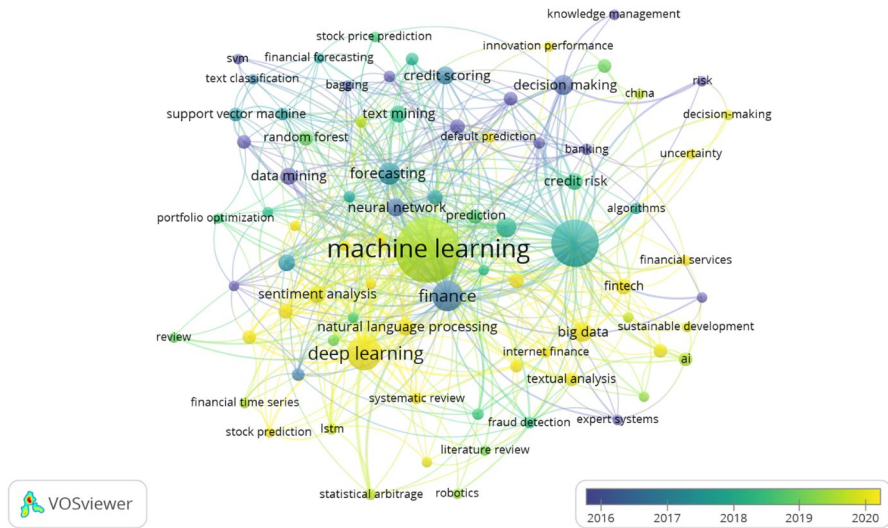 knowledge management
stock price prediction
innovation performance
svm
financial forecasting
text classification
bagging
credit scoring
decision making
risk
china
support vector machine
text mining
decision-making
random forest
default prediction
banking
uncertainty
data mining
forecasting
credit risk
neural network
prediction
algorithms
portfolio optimization
machine learning
financial services
sentiment analysis
finance
fintech
natural language processing
big data
sustainable development
review
deep learning
internet finance
ai
textual analysis
financial time series
systematic review
stock prediction
lstm
fraud detection
expert systems
literature review
statistical arbitrage
robotics
VOSviewer
2016 2017 2018 2019 2020